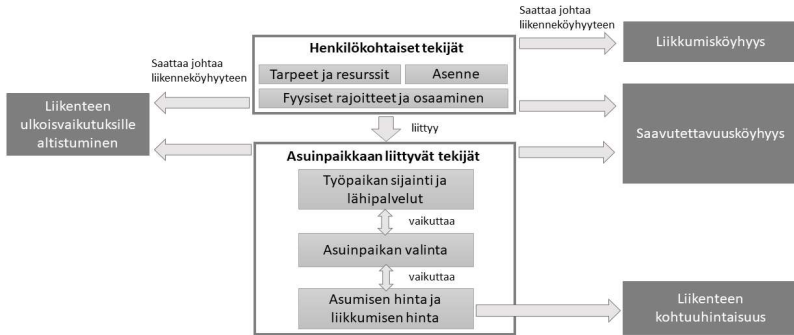 Saattaa johtaa
liikenneköyhyyteen
Saattaa johtaa
liikenneköyhyyteen
Henkilökohtaiset tekijät
Tarpeet ja resurssit
Asenne
Fyysiset rajoitteet ja osaaminen
Liikkumisköyhyys
Liikenteen
ulkoisvaikutuksille
altistuminen
Saavutettavuusköyhyys
liittyy
Asuinpaikkaan liittyvät tekijät
Työpaikan sijainti ja
lähipalvelut
vaikuttaa
Asuinpaikan valinta
vaikuttaa
Asumisen hinta ja
liikkumisen hinta
Liikenteen
kohtuuhintaisuus